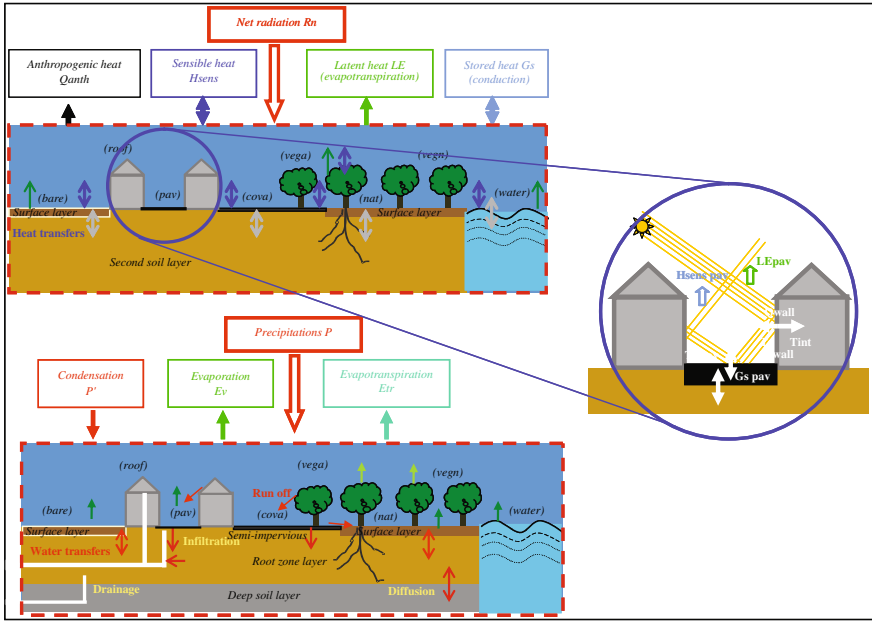 Net radiation Rn
Anthropogenic heat
Qanth
Sensible heat
Hsens
Latent heat LE
(evapotranspiration)
Stored heat Gs
(conduction)
(roof)
(vega)
(vegn)
(bare)
(pav)
(cova)
(nat)
(water)
Surface layer
Surface layer
Heat transfers
Second soil layer
LEpav
Hsens pav
wall
Tint
wall
Gs pav
Precipitations P
Condensation
P'
Evaporation
Ev
Evapotranspiration
Etr
(roof)
(vega)
(vegn)
Run off
(bare)
(pav)
(cova)
(nat)
(water)
Surface layer
Semi-impervious
Surface layer
Infiltration
Water transfers
Root zone layer
Drainage
Diffusion
Deep soil layer